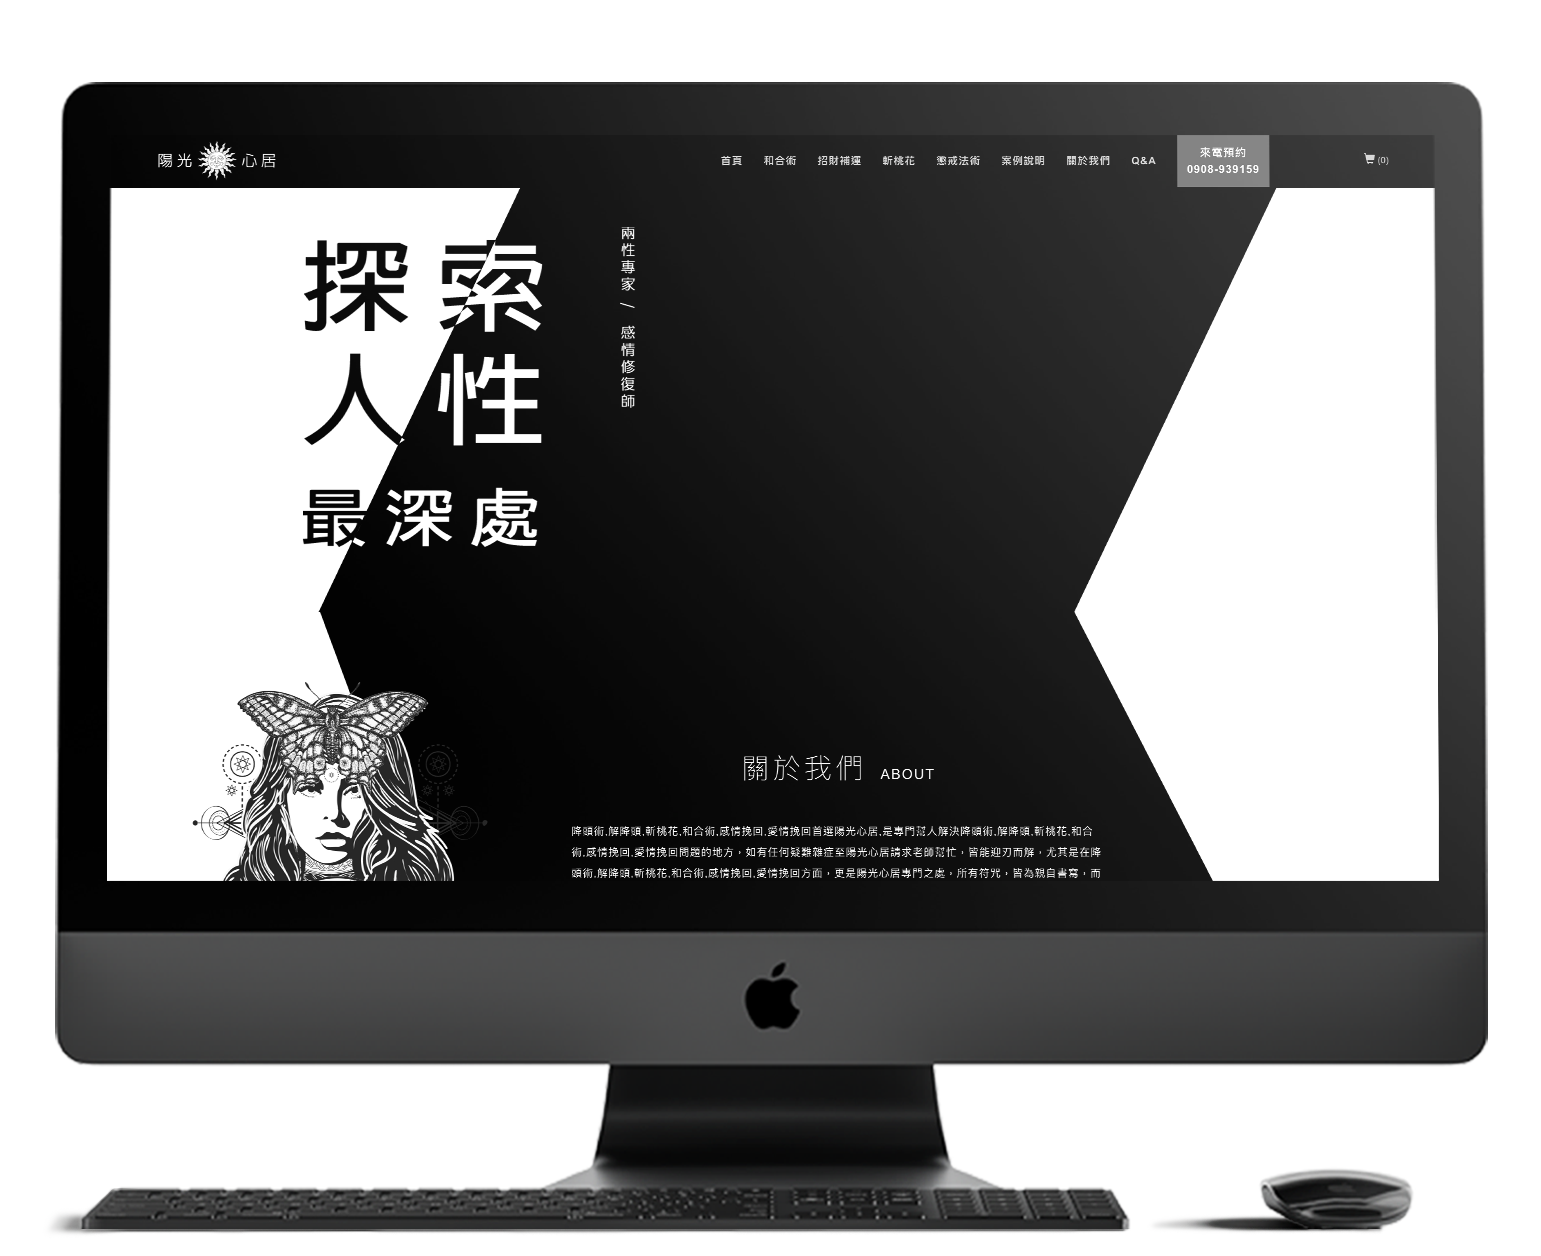 陽光 心居
首頁 和合術 招財補運 斬桃花 懲戒法術 案例說明 關於我們 Q&A
來電預約
0908-939159
(0)
探索
人性
最深處
兩性專家 / 感情修復師
關於我們 ABOUT
降頭術,解降頭,斬桃花,和合術,感情挽回,愛情挽回首選陽光心居,是專門幫人解決降頭術,解降頭,斬桃花,和合
術,感情挽回,愛情挽回問題的地方，如有任何疑難雜症至陽光心居請求老師幫忙，皆能迎刃而解，尤其是在降
頭術,解降頭,斬桃花,和合術,感情挽回,愛情挽回方面，更是陽光心居專門之處，所有符咒，皆為親自書寫，而